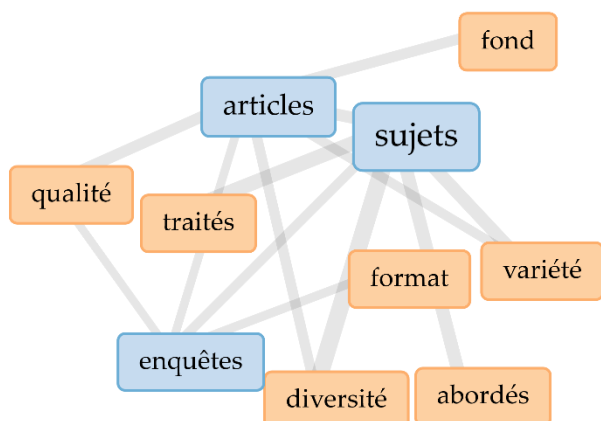 fond
articles
sujets
qualité
traités
format
variété
enquêtes
diversité
abordés